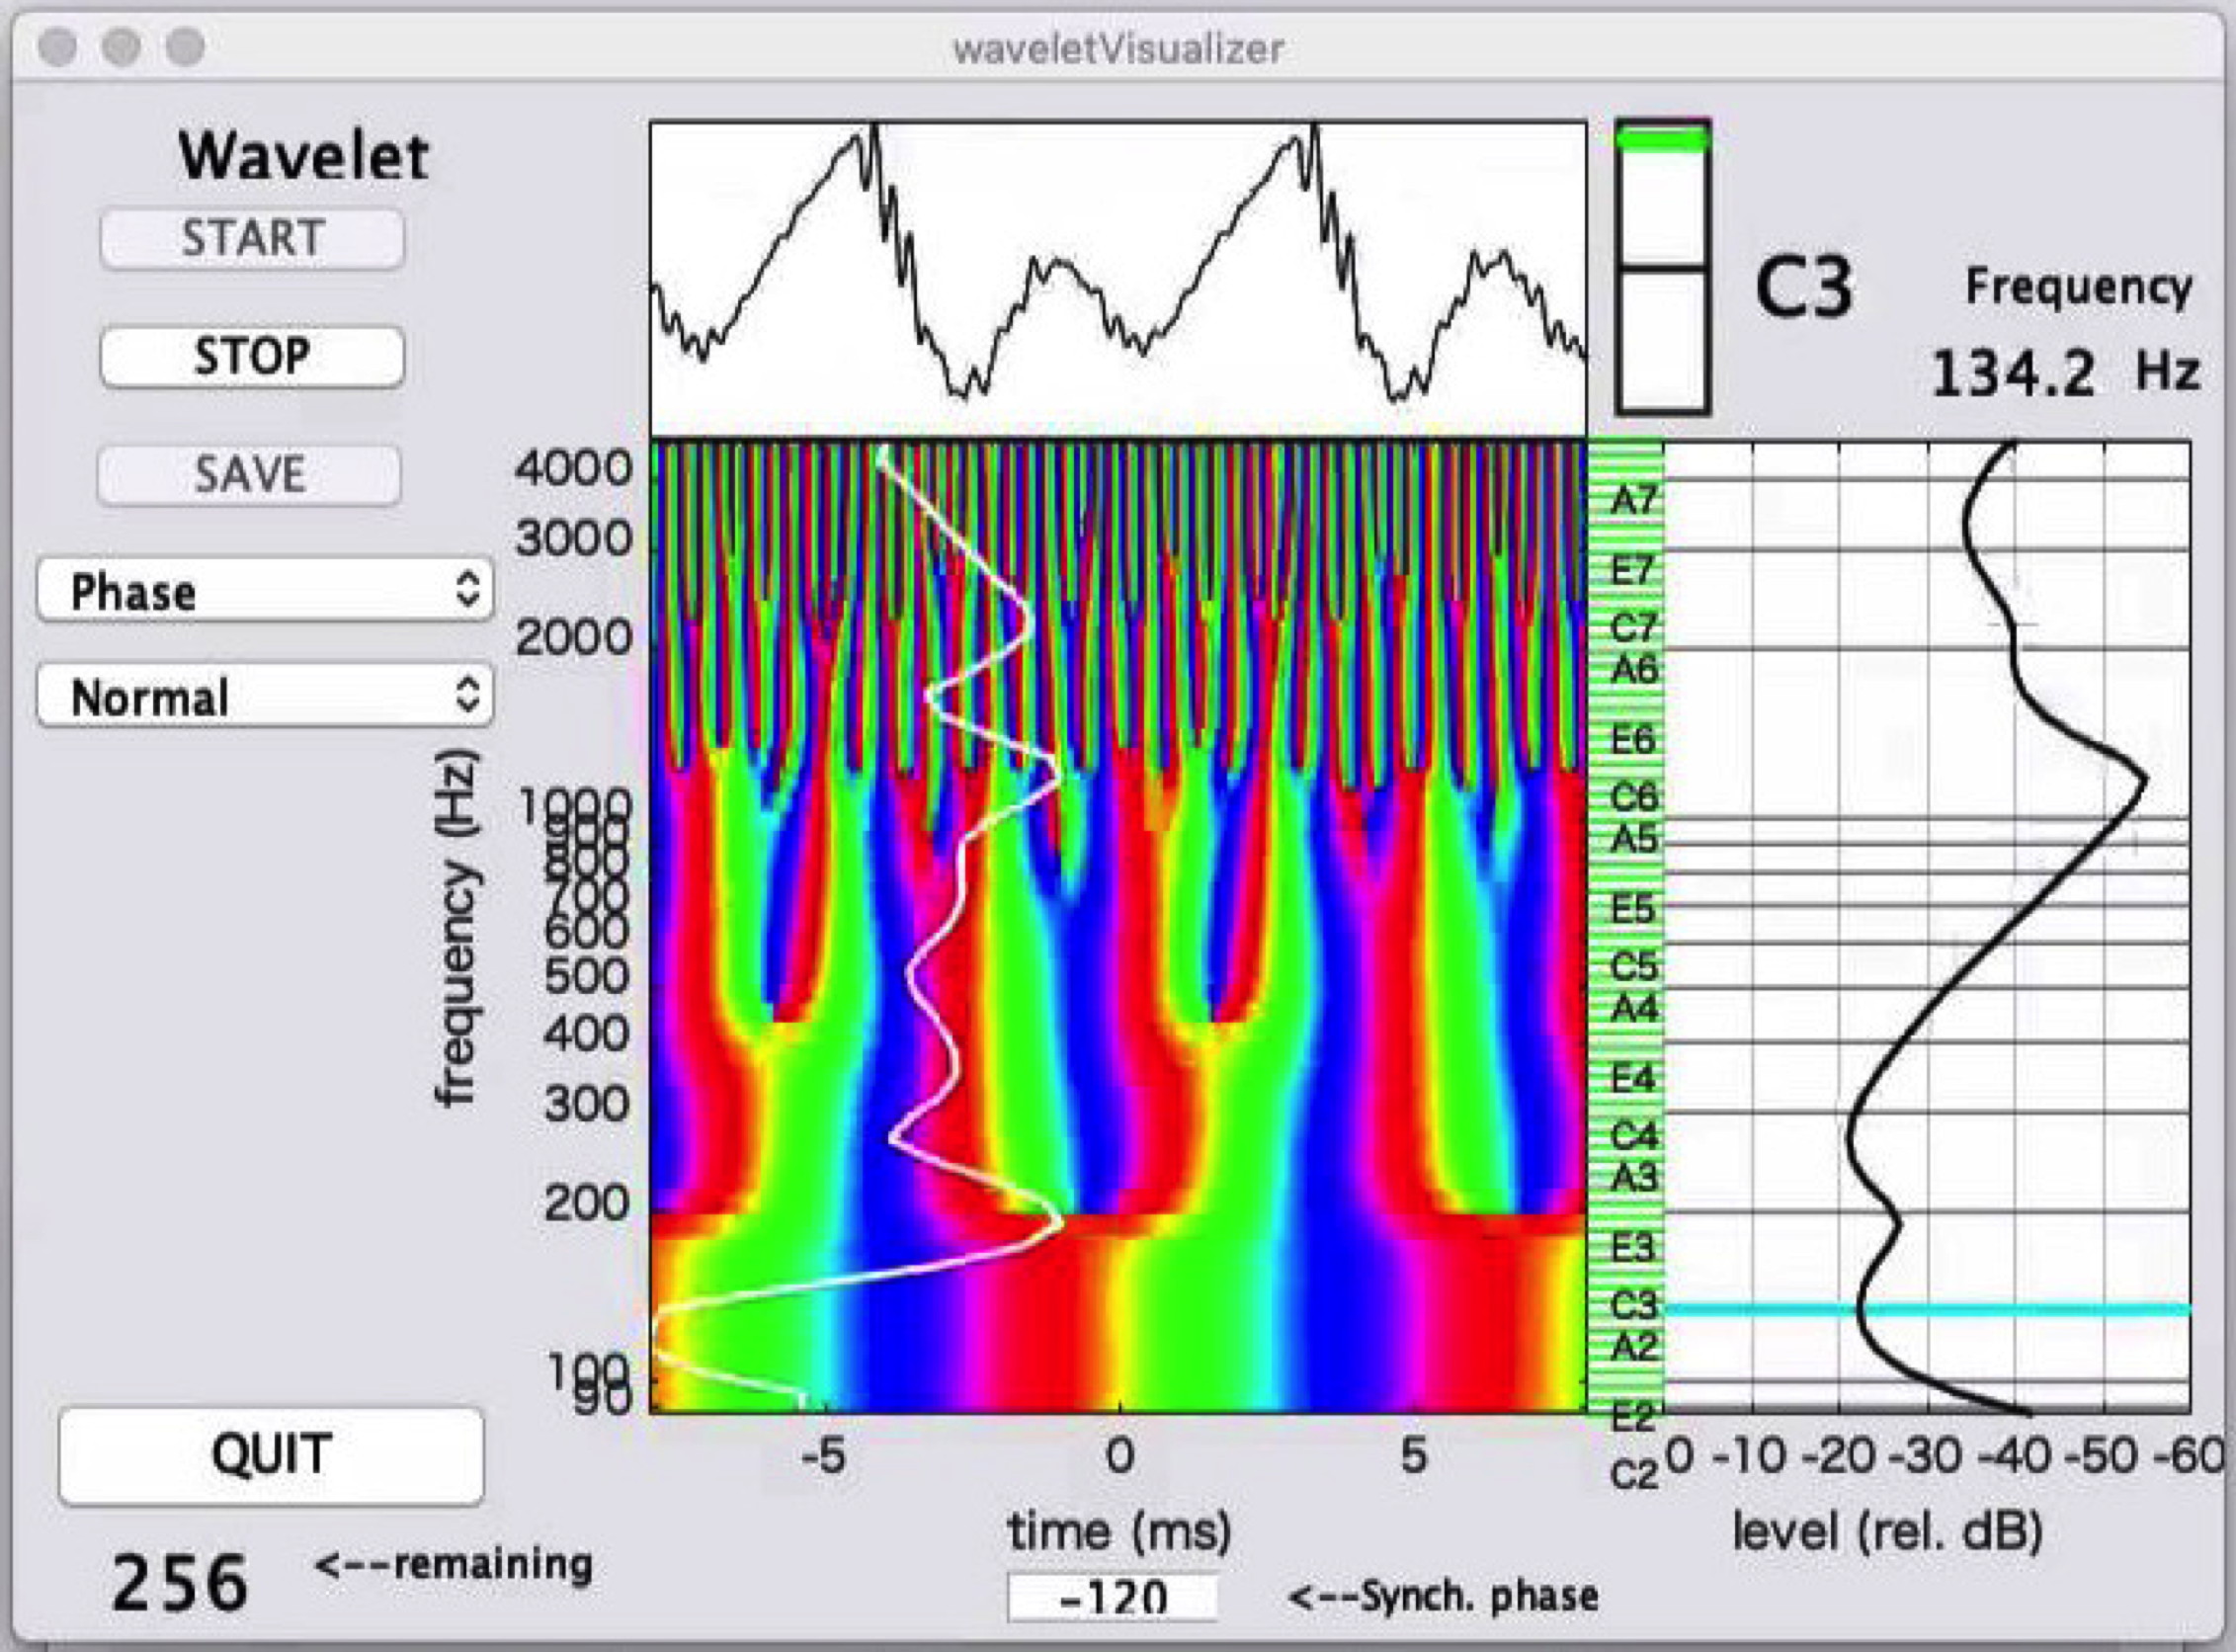 waveletVisualizer
Wavelet
START
STOP
SAVE
Phase
Normal
QUIT
256 <--remaining
C3
Frequency
134.2 Hz
frequency (Hz)
4000
3000
2000
1000
900
800
700
600
500
400
300
200
100
90
-5 0 5
time (ms)
-120 <--Synch. phase
A7
E7
C7
A6
E6
C6
A5
E5
C5
A4
E4
C4
A3
E3
C3
A2
E2
C2
0 -10 -20 -30 -40 -50 -60
level (rel. dB)